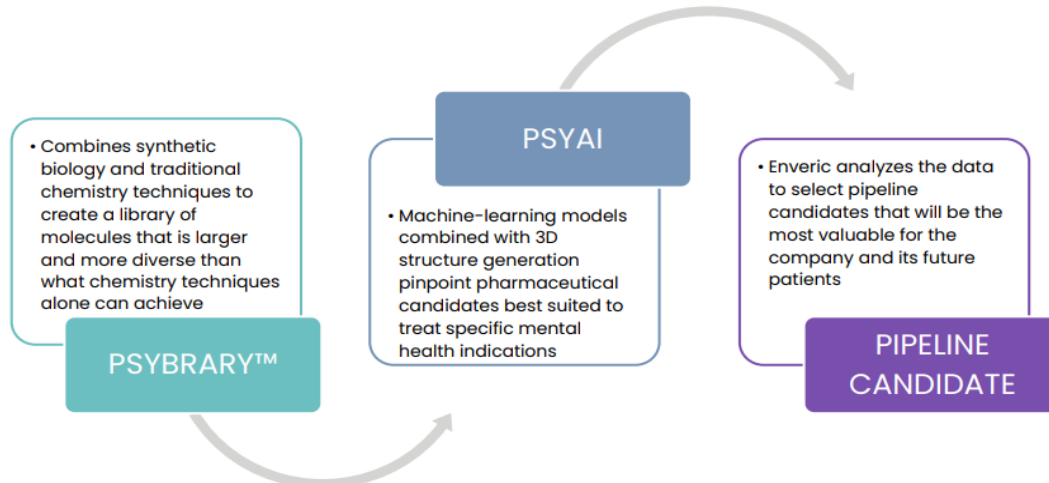 • Combines synthetic
biology and traditional
chemistry techniques to
create a library of
molecules that is larger
and more diverse than
what chemistry techniques
alone can achieve
PSYBRARY™
PSYAI
• Machine-learning models
combined with 3D
structure generation
pinpoint pharmaceutical
candidates best suited to
treat specific mental
health indications
• Enveric analyzes the data
to select pipeline
candidates that will be the
most valuable for the
company and its future
patients
PIPELINE
CANDIDATE